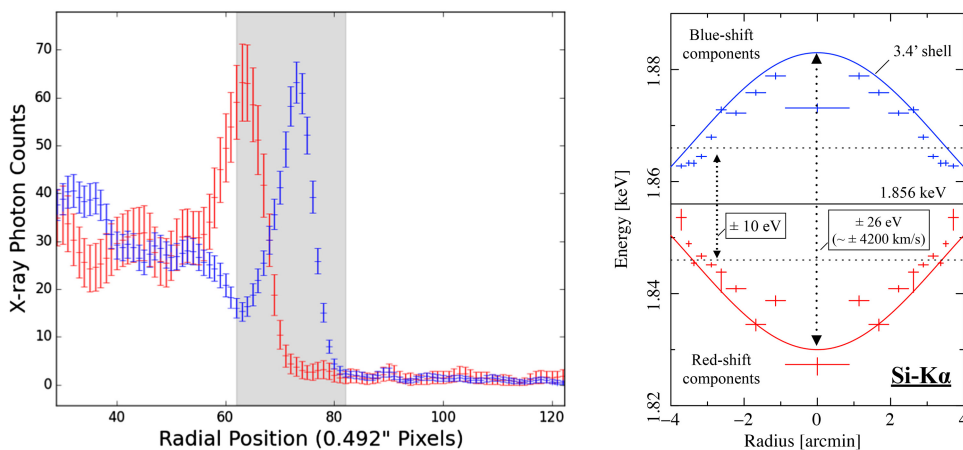 70
60
50
40
30
20
10
0
X-ray Photon Counts
40
60
80
100
120
Radial Position (0.492" Pixels)
Blue-shift
components
3.4' shell
1.856 keV
± 10 eV
± 26 eV
(~ ± 4200 km/s)
Red-shift
components
Si-Kα
1.88
1.86
1.84
1.82
Energy [keV]
−4
−2
0
2
4
Radius [arcmin]